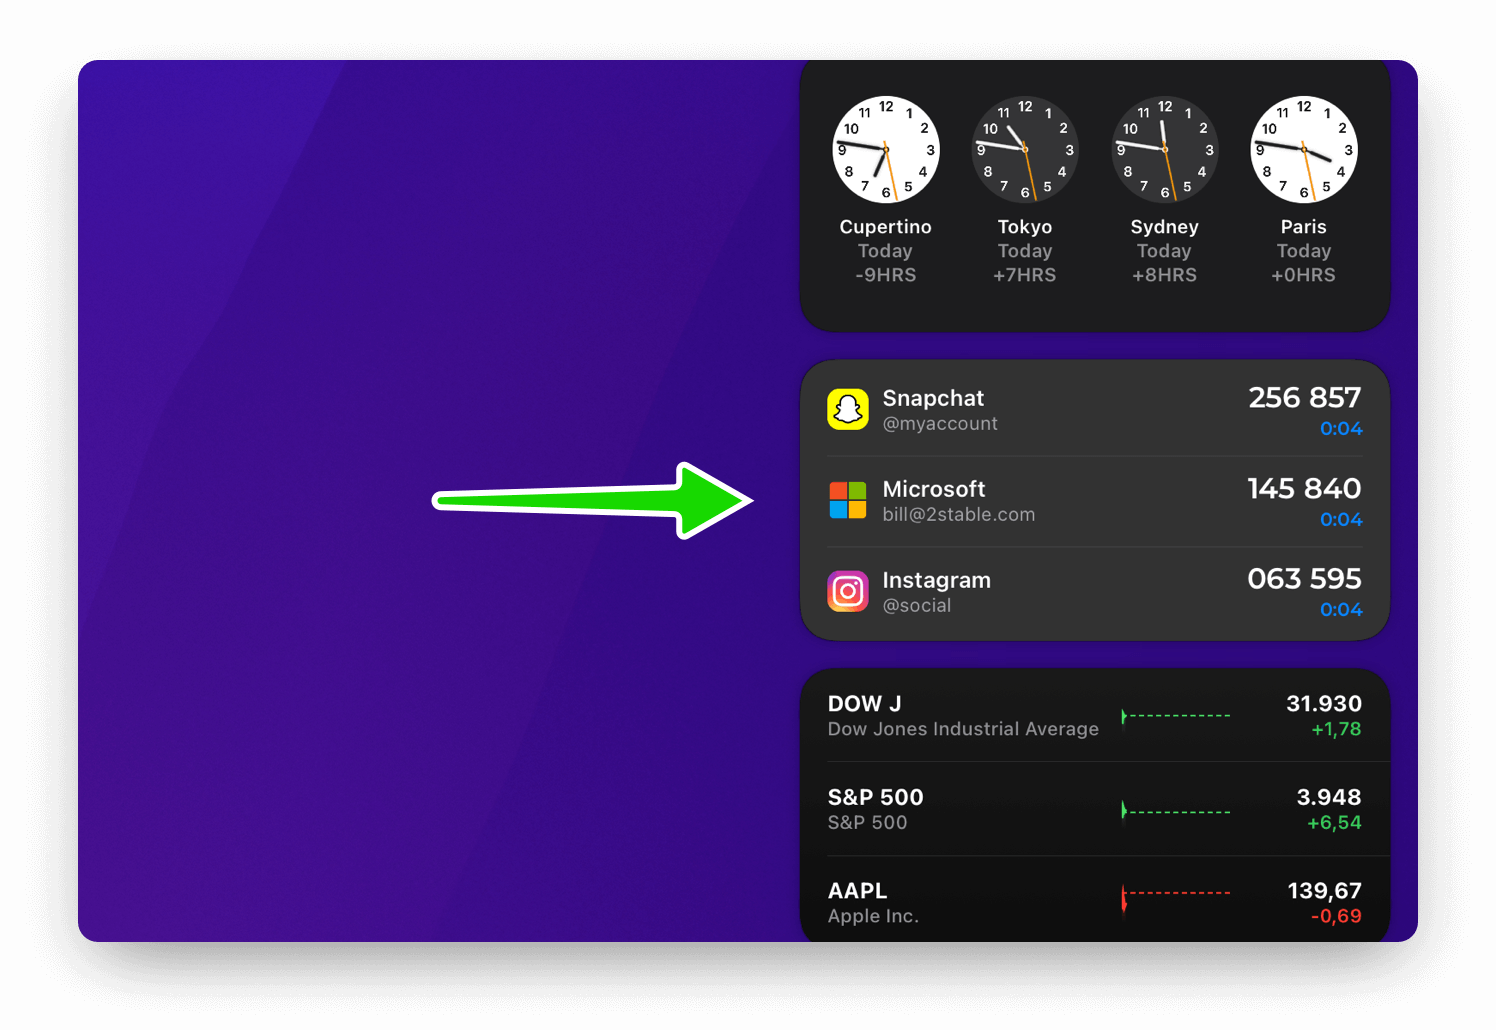 12 1 2 3 4 5 6 7 8 9 10 11
12 1 2 3 4 5 6 7 8 9 10 11
12 1 2 3 4 5 6 7 8 9 10 11
12 1 2 3 4 5 6 7 8 9 10 11
Cupertino Tokyo Sydney Paris
Today Today Today Today
-9HRS +7HRS +8HRS +0HRS
Snapchat 256 857
@myaccount 0:04
Microsoft 145 840
bill@2stable.com 0:04
Instagram 063 595
@social 0:04
DOW J 31.930
Dow Jones Industrial Average +1,78
S&P 500 3.948
S&P 500 +6,54
AAPL 139,67
Apple Inc. -0,69